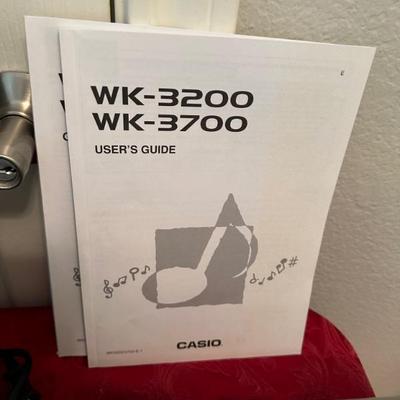 E
WK-3200
WK-3700
USER'S GUIDE
CASIO